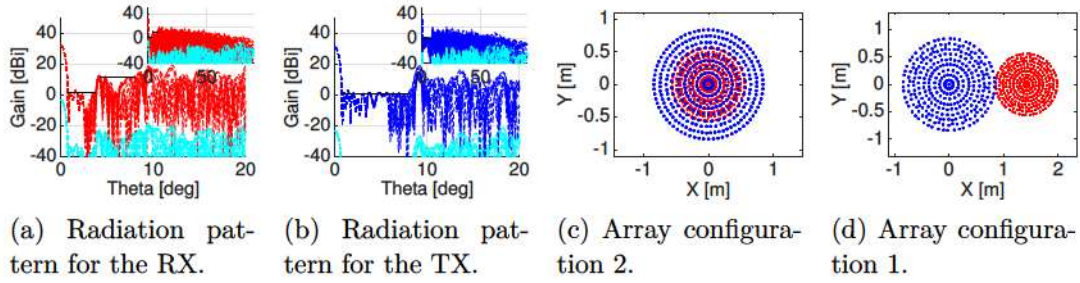 40
0
-40
0 50
40
20
0
-20
-40
Gain [dBi]
0 10 20
Theta [deg]
40
0
-40
0 50
40
20
0
-20
-40
Gain [dBi]
0 10 20
Theta [deg]
1
0.5
0
-0.5
-1
Y [m]
-1 0 1
X [m]
1
0.5
0
-0.5
-1
Y [m]
-1 0 1 2
X [m]
(a) Radiation pat-
tern for the RX.
(b) Radiation pat-
tern for the TX.
(c) Array configura-
tion 2.
(d) Array configura-
tion 1.